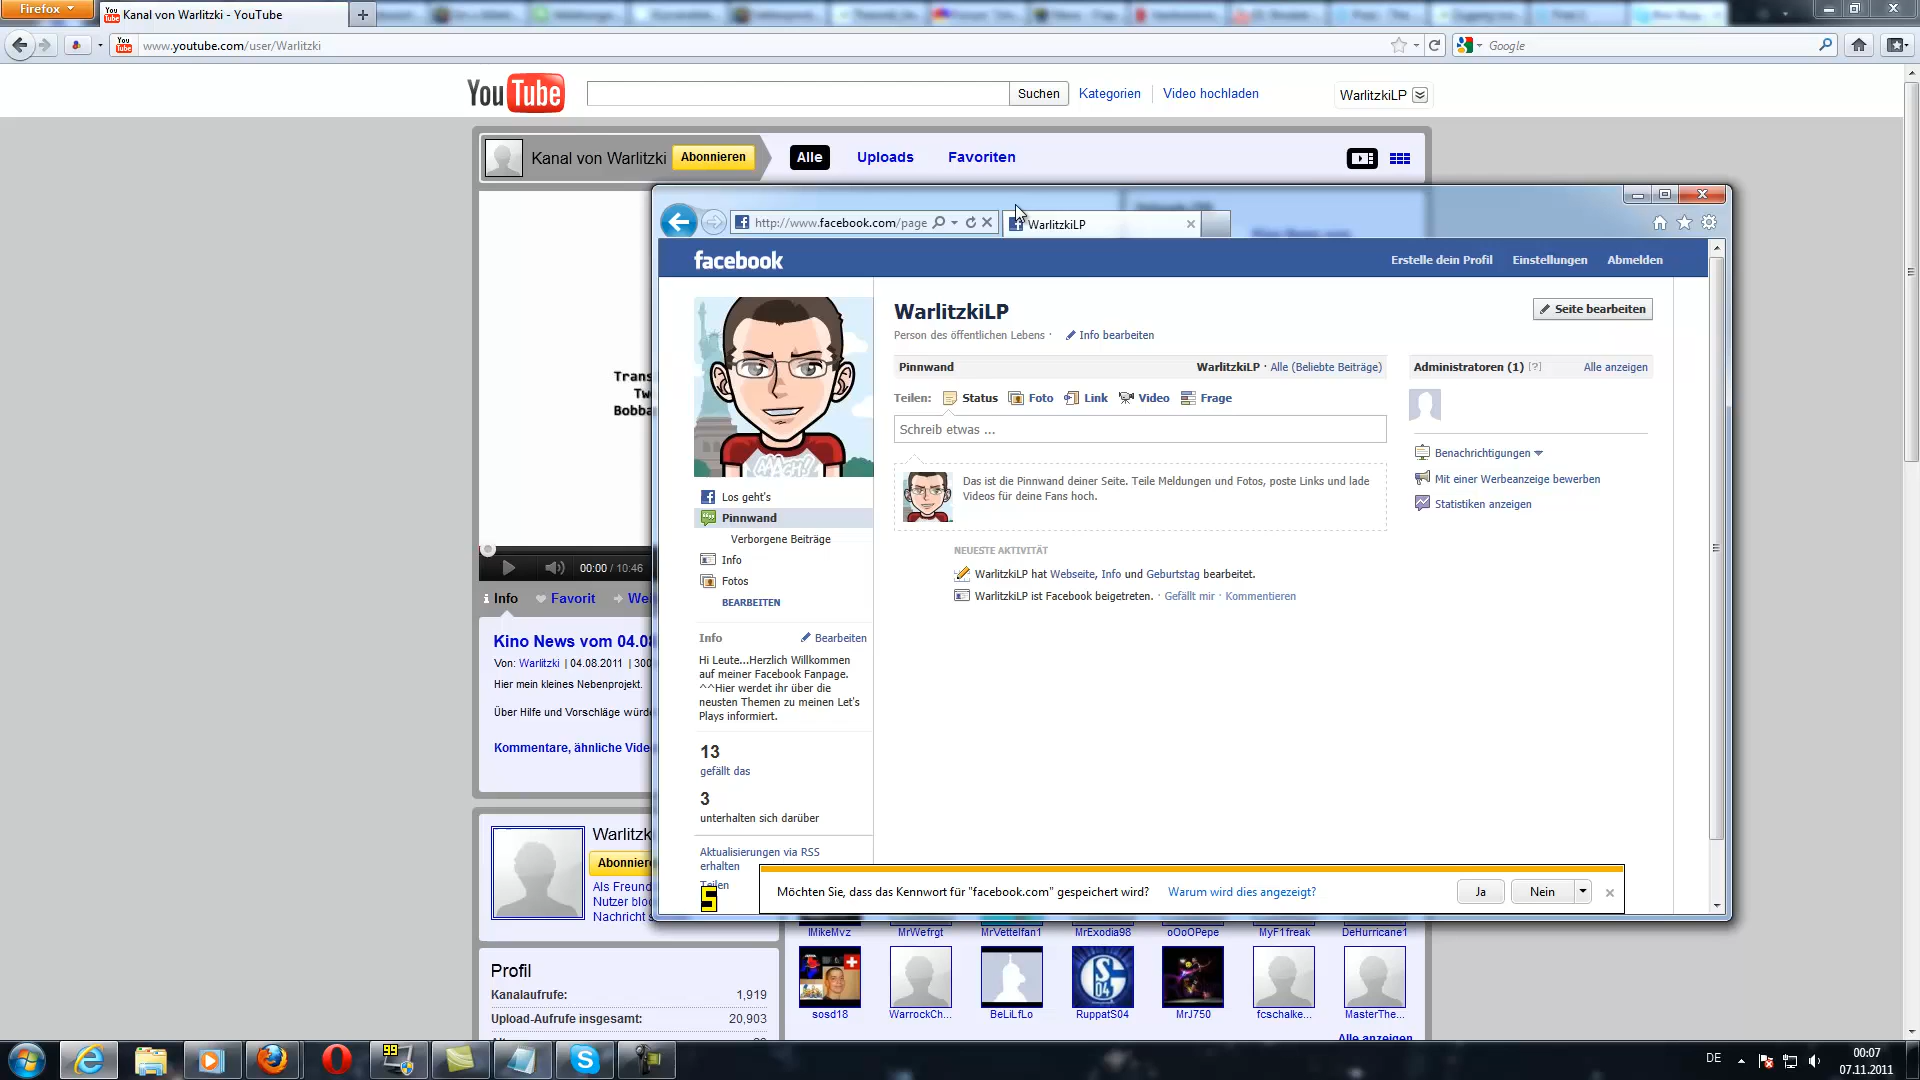 Firefox
Kanal von Warlitzki - YouTube
www.youtube.com/user/Warlitzki
Google
YouTube
Suchen
Kategorien
Video hochladen
WarlitzkiLP
Kanal von Warlitzki
Abonnieren
Alle
Uploads
Favoriten
http://www.facebook.com/page
WarlitzkiLP
facebook
Erstelle dein Profil
Einstellungen
Abmelden
WarlitzkiLP
Seite bearbeiten
Person des öffentlichen Lebens ·
Info bearbeiten
Pinnwand
WarlitzkiLP · Alle (Beliebte Beiträge)
Administratoren (1) [?]
Alle anzeigen
Teilen: Status Foto Link Video Frage
Schreib etwas ...
Das ist die Pinnwand deiner Seite. Teile Meldungen und Fotos, poste Links und lade
Videos für deine Fans hoch.
Benachrichtigungen
Mit einer Werbeanzeige bewerben
Statistiken anzeigen
NEUESTE AKTIVITÄT
WarlitzkiLP hat Webseite, Info und Geburtstag bearbeitet.
WarlitzkiLP ist Facebook beigetreten. · Gefällt mir · Kommentieren
Los geht's
Pinnwand
Verborgene Beiträge
Info
Fotos
BEARBEITEN
Info
Bearbeiten
Hi Leute...Herzlich Willkommen
auf meiner Facebook Fanpage.
^^Hier werdet ihr über die
neusten Themen zu meinen Let's
Plays informiert.
13
gefällt das
3
unterhalten sich darüber
Aktualisierungen via RSS
erhalten
Teilen
5
Möchten Sie, dass das Kennwort für "facebook.com" gespeichert wird?
Warum wird dies angezeigt?
Ja
Nein
Trans
Tw
Bobba
00:00 / 10:46
Info
Favorit
We
Kino News vom 04.08
Von: Warlitzki | 04.08.2011 | 300
Hier mein kleines Nebenprojekt.
Über Hilfe und Vorschläge würd
Kommentare, ähnliche Vide
Warlitzk
Abonnieren
Als Freund
Nutzer blo
Nachricht s
Profil
Kanalaufrufe: 1,919
Upload-Aufrufe insgesamt: 20,903
IMikeMvz
MrWefrgt
MrVettelfan1
MrExodia98
oOoOPepe
MyF1freak
DeHurricane1
sosd18
WarrockCh...
BeLiLfLo
RuppatS04
MrJ750
fcschalke...
MasterThe...
Alle anzeigen
99
DE
00:07
07.11.2011